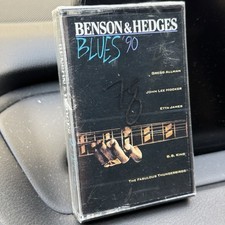 BENSON & HEDGES
BLUES '90
GREGG ALLMAN
JOHN LEE HOOKER
ETTA JAMES
B.B. KING
THE FABULOUS THUNDERBIRDS